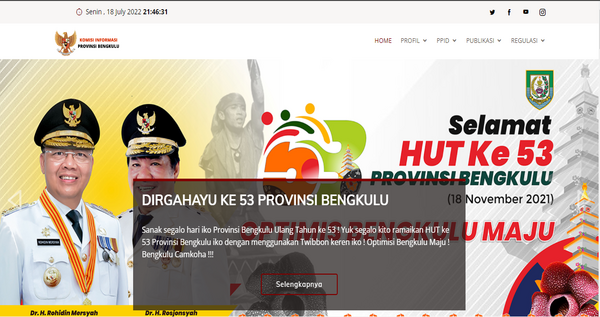 Senin , 18 July 2022 21:46:31
KOMISI INFORMASI
PROVINSI BENGKULU
HOME PROFIL PPID PUBLIKASI REGULASI
Selamat
HUT Ke 53
PROVINSI BENGKULU
(18 November 2021)
OPTIMIS BENGKULU MAJU
DIRGAHAYU KE 53 PROVINSI BENGKULU
Sanak segalo hari iko Provinsi Bengkulu Ulang Tahun ke 53 ! Yuk segalo kito ramaikan HUT ke
53 Provinsi Bengkulu iko dengan menggunakan Twibbon keren iko ! Optimisi Bengkulu Maju !
Bengkulu Camkoha !!!
Selengkapnya
Dr. H. Rohidin Mersyah
Dr. H. Rosjonsyah